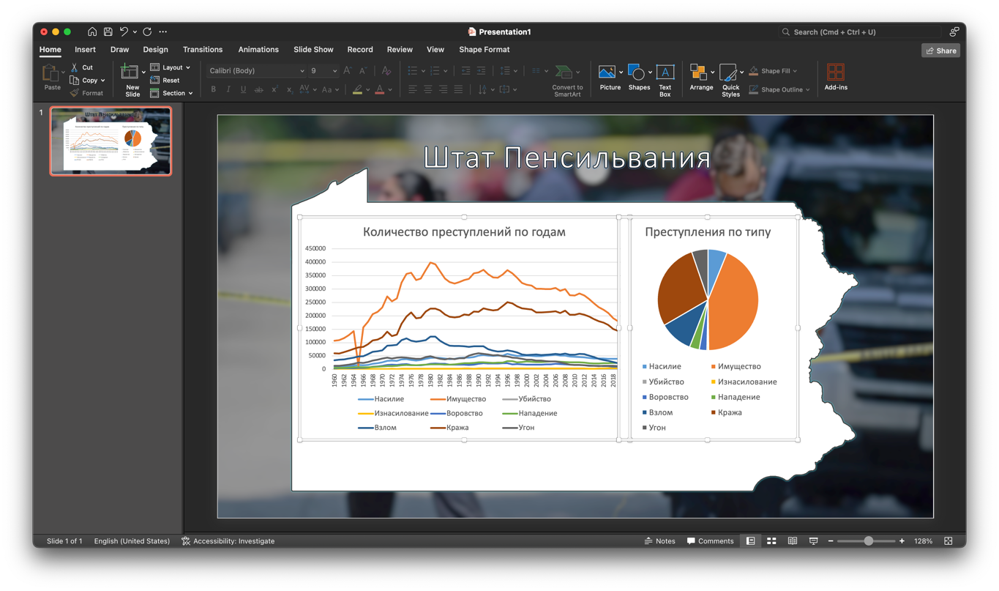 Presentation1
Search (Cmd + Ctrl + U)
Home Insert Draw Design Transitions Animations Slide Show Record Review View Shape Format
Share
Paste
Cut
Copy
Format
New Slide
Layout
Reset
Section
Calibri (Body) 9
Convert to SmartArt
Picture
Shapes
Text Box
Arrange
Quick Styles
Shape Fill
Shape Outline
Add-ins
1
Штат Пенсильвания
Количество преступлений по годам
450000
400000
350000
300000
250000
200000
150000
100000
50000
0
1960 1962 1964 1966 1968 1970 1972 1974 1976 1978 1980 1982 1984 1986 1988 1990 1992 1994 1996 1998 2000 2002 2004 2006 2008 2010 2012 2014 2016 2018
Насилие Имущество Убийство
Изнасилование Воровство Нападение
Взлом Кража Угон
Преступления по типу
Насилие Имущество
Убийство Изнасилование
Воровство Нападение
Взлом Кража
Угон
Slide 1 of 1 English (United States) Accessibility: Investigate Notes Comments 128%